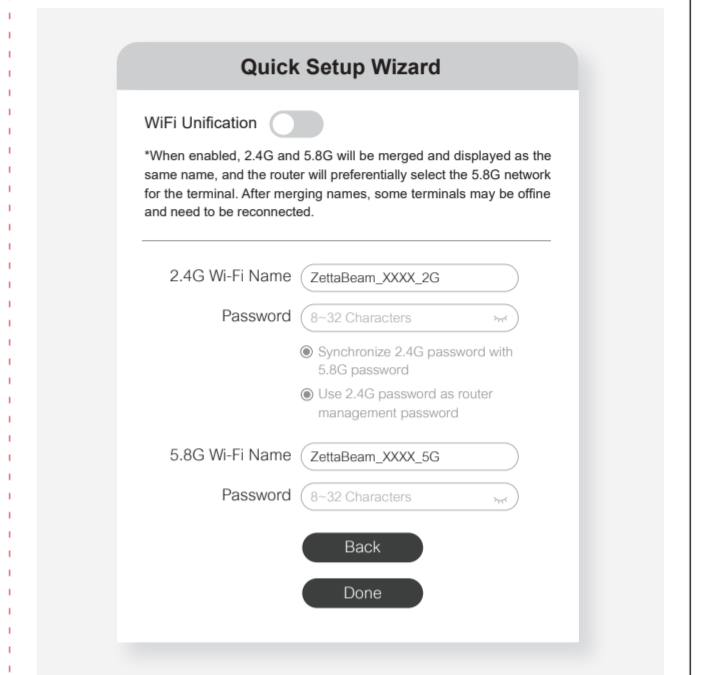 Quick Setup Wizard
WiFi Unification
*When enabled, 2.4G and 5.8G will be merged and displayed as the
same name, and the router will preferentially select the 5.8G network
for the terminal. After merging names, some terminals may be offine
and need to be reconnected.
2.4G Wi-Fi Name ZettaBeam_XXXX_2G
Password 8~32 Characters
Synchronize 2.4G password with
5.8G password
Use 2.4G password as router
management password
5.8G Wi-Fi Name ZettaBeam_XXXX_5G
Password 8~32 Characters
Back
Done